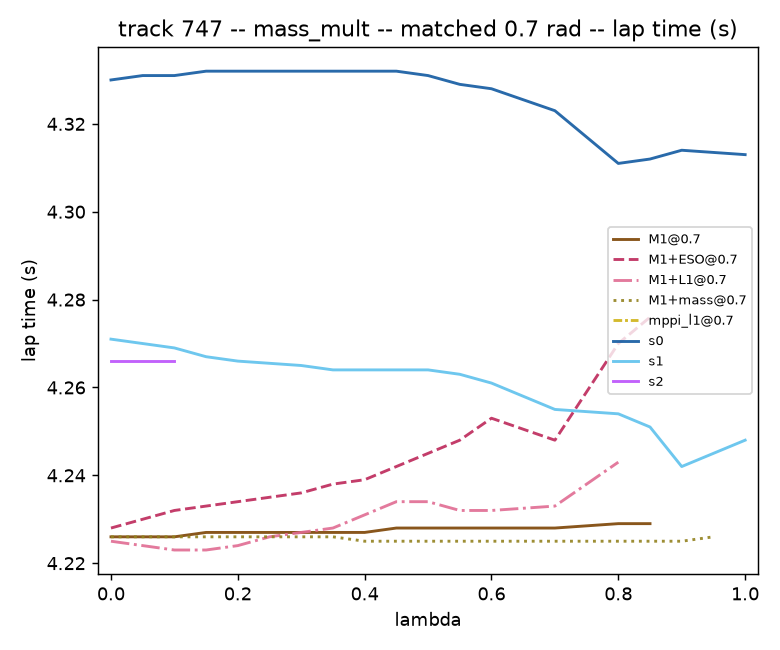 track 747 -- mass_mult -- matched 0.7 rad -- lap time (s)
lap time (s)
4.32
4.30
4.28
4.26
4.24
4.22
M1@0.7
M1+ESO@0.7
M1+L1@0.7
M1+mass@0.7
mppi_l1@0.7
s0
s1
s2
0.0 0.2 0.4 0.6 0.8 1.0
lambda